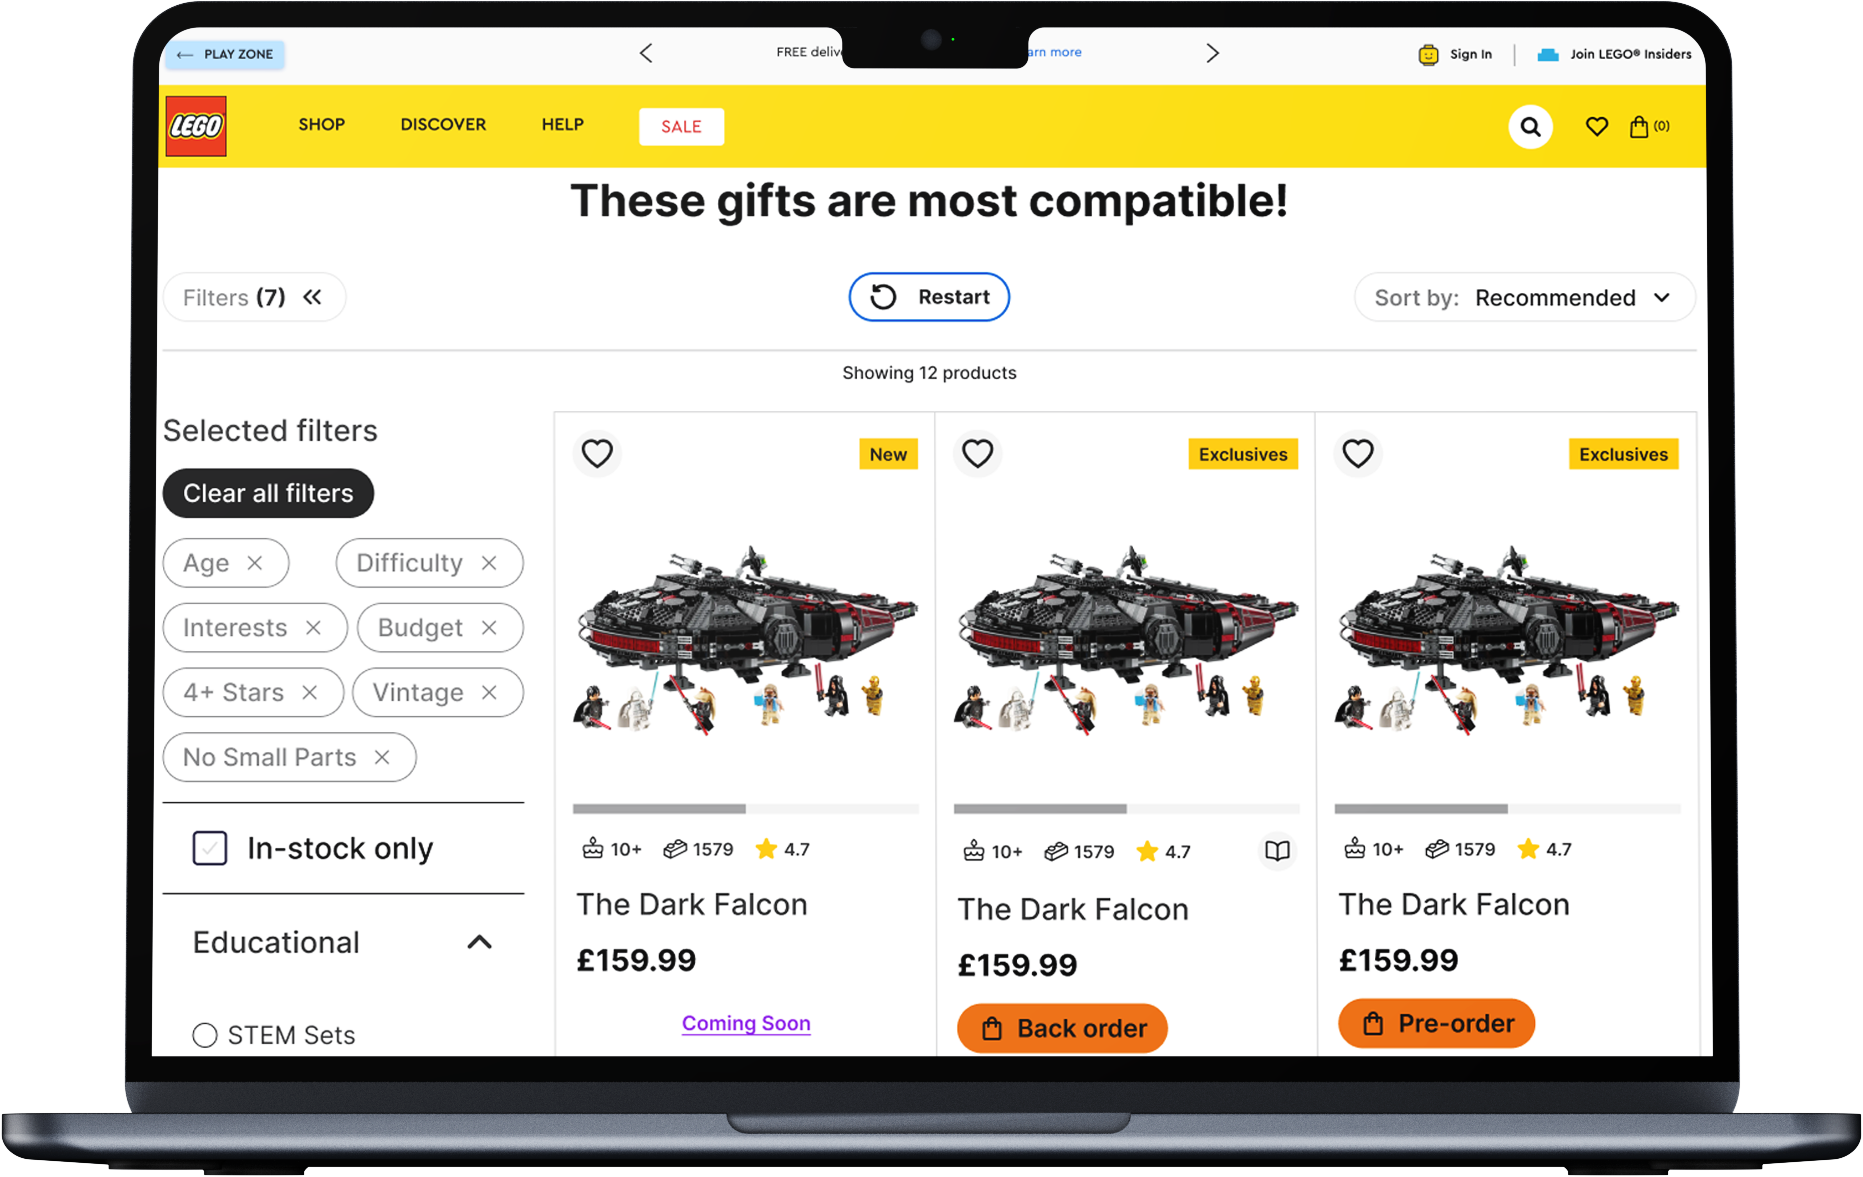 PLAY ZONE
FREE
more
Sign In
Join LEGO® Insiders
LEGO
SHOP
DISCOVER
HELP
SALE
(0)
These gifts are most compatible!
Filters (7)
Restart
Sort by: Recommended
Showing 12 products
Selected filters
Clear all filters
Age
Difficulty
Interests
Budget
4+ Stars
Vintage
No Small Parts
In-stock only
Educational
STEM Sets
New
10+
1579
4.7
The Dark Falcon
£159.99
Coming Soon
Exclusives
10+
1579
4.7
The Dark Falcon
£159.99
Back order
Exclusives
10+
1579
4.7
The Dark Falcon
£159.99
Pre-order